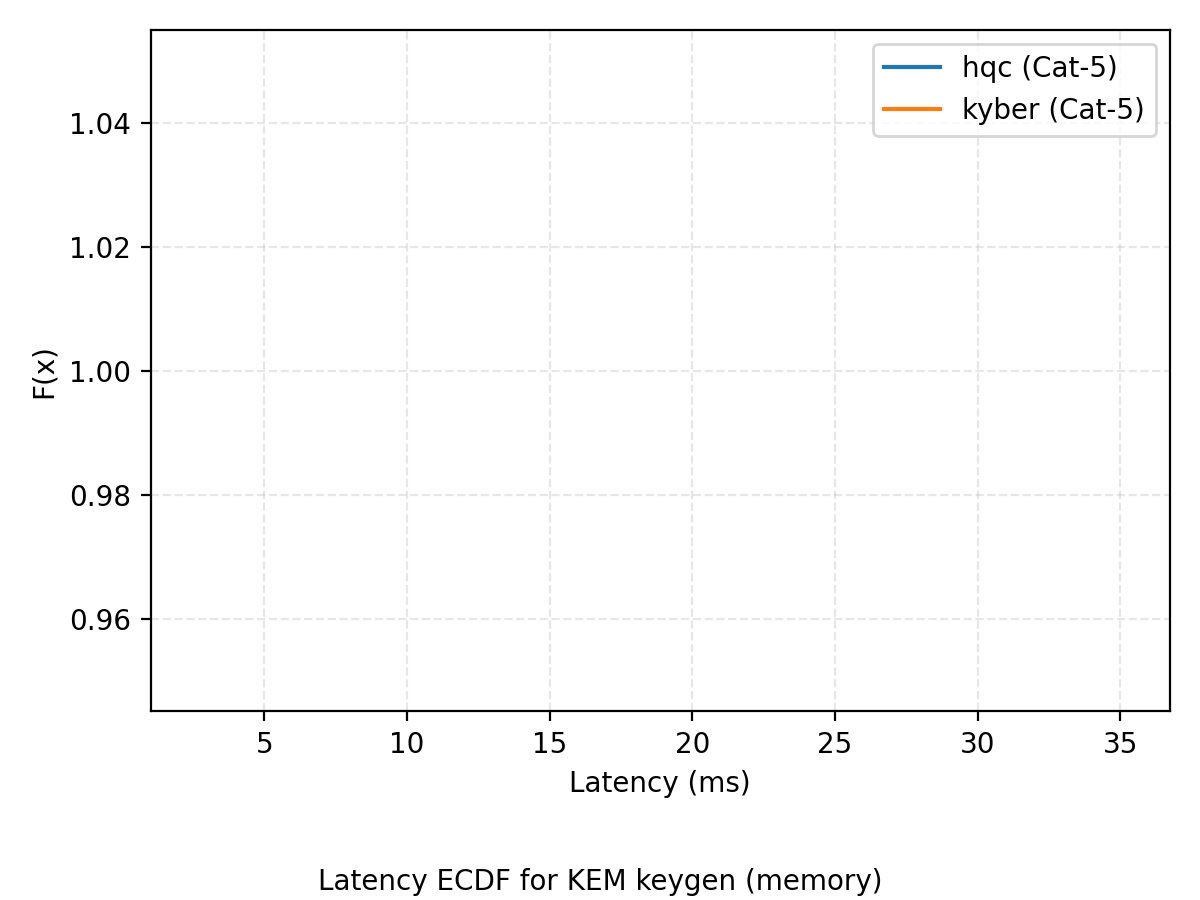 hqc (Cat-5)
kyber (Cat-5)
1.04
1.02
1.00
0.98
0.96
F(x)
5 10 15 20 25 30 35
Latency (ms)
Latency ECDF for KEM keygen (memory)